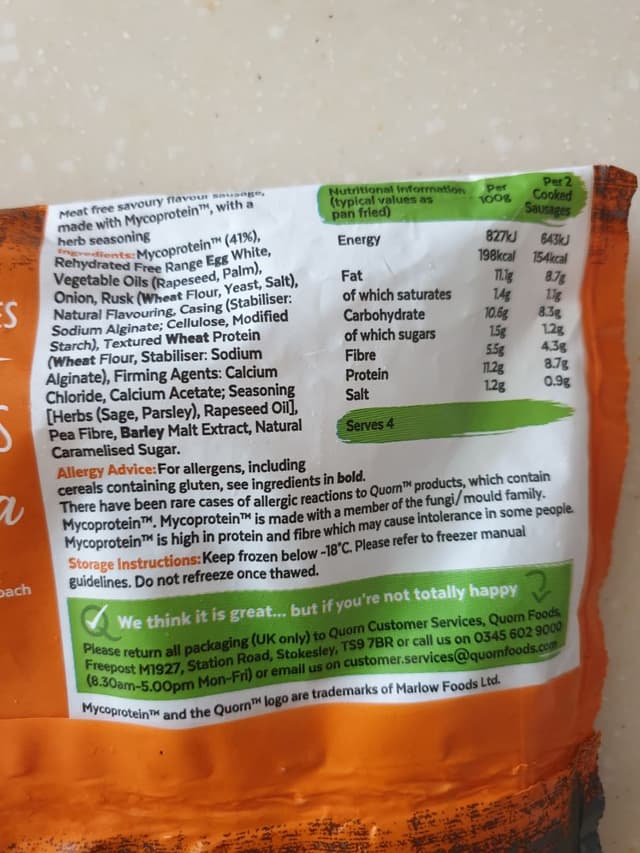 Meat free savoury flavour sausage,
made with Mycoprotein™, with a
herb seasoning
Ingredients: Mycoprotein™ (41%),
Rehydrated Free Range Egg White,
Vegetable Oils (Rapeseed, Palm),
Onion, Rusk (Wheat Flour, Yeast, Salt),
Natural Flavouring, Casing (Stabiliser:
Sodium Alginate; Cellulose, Modified
Starch), Textured Wheat Protein
(Wheat Flour, Stabiliser: Sodium
Alginate), Firming Agents: Calcium
Chloride, Calcium Acetate; Seasoning
[Herbs (Sage, Parsley), Rapeseed Oil],
Pea Fibre, Barley Malt Extract, Natural
Caramelised Sugar.
Nutritional Information Per Per 2
(typical values as 100g Cooked
pan fried) Sausages
Energy 827kJ 643kJ
198kcal 154kcal
Fat 11.1g 8.7g
of which saturates 1.4g 1.1g
Carbohydrate 10.6g 8.3g
of which sugars 1.5g 1.2g
Fibre 5.5g 4.3g
Protein 11.2g 8.7g
Salt 1.2g 0.9g
Serves 4
Allergy Advice: For allergens, including
cereals containing gluten, see ingredients in bold.
There have been rare cases of allergic reactions to Quorn™ products, which contain
Mycoprotein™. Mycoprotein™ is made with a member of the fungi/mould family.
Mycoprotein™ is high in protein and fibre which may cause intolerance in some people.
Storage Instructions: Keep frozen below -18°C. Please refer to freezer manual
guidelines. Do not refreeze once thawed.
We think it is great... but if you're not totally happy
Please return all packaging (UK only) to Quorn Customer Services, Quorn Foods,
Freepost M1927, Station Road, Stokesley, TS9 7BR or call us on 0345 602 9000
(8.30am-5.00pm Mon-Fri) or email us on customer.services@quornfoods.com
Mycoprotein™ and the Quorn™ logo are trademarks of Marlow Foods Ltd.